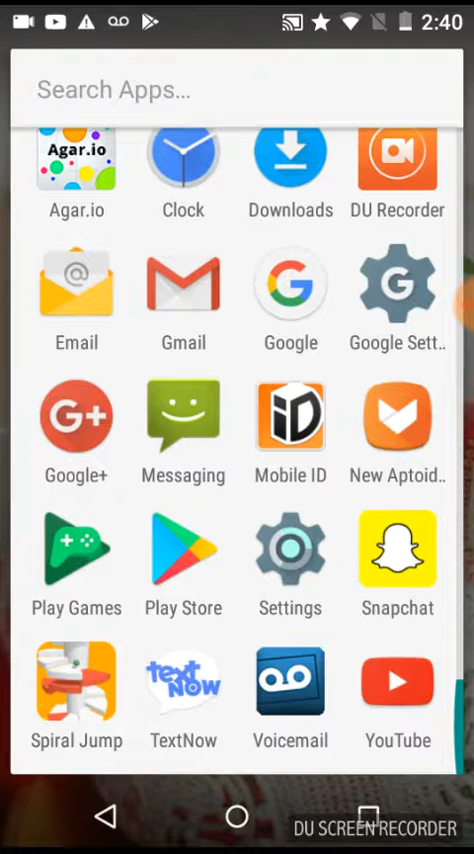 2:40
Search Apps...
Agar.io
Agar.io Clock Downloads DU Recorder
@
G G
Email Gmail Google Google Sett..
G+ iD
Google+ Messaging Mobile ID New Aptoid..
Play Games Play Store Settings Snapchat
text NOW
Spiral Jump TextNow Voicemail YouTube
DU SCREEN RECORDER